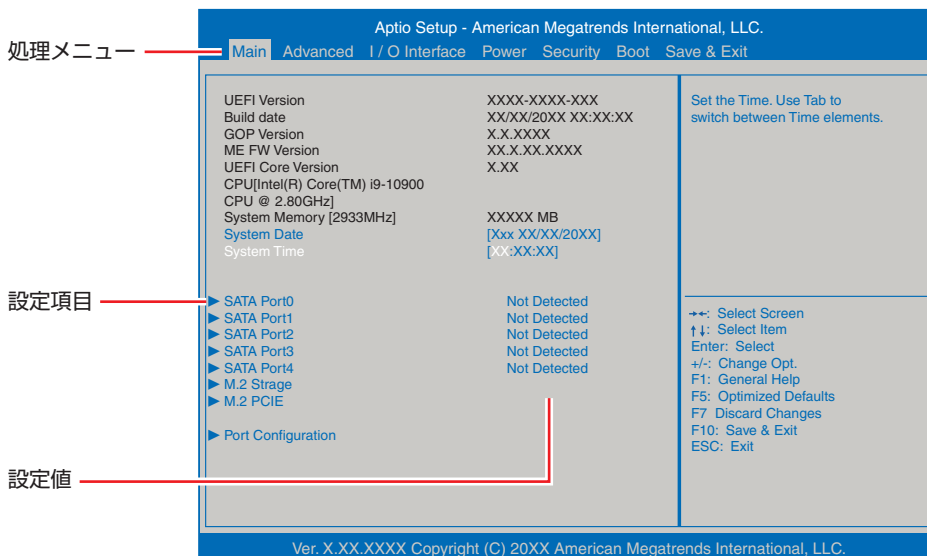 Aptio Setup - American Megatrends International, LLC.
処理メニュー
Main Advanced I / O Interface Power Security Boot Save & Exit
UEFI Version XXXX-XXXX-XXX
Build date XX/XX/20XX XX:XX:XX
GOP Version X.X.XXXX
ME FW Version XX.X.XX.XXXX
UEFI Core Version X.XX
CPU[Intel(R) Core(TM) i9-10900
CPU @ 2.80GHz]
System Memory [2933MHz] XXXXX MB
System Date [Xxx XX/XX/20XX]
System Time [XX:XX:XX]
Set the Time. Use Tab to
switch between Time elements.
設定項目
▶ SATA Port0 Not Detected
▶ SATA Port1 Not Detected
▶ SATA Port2 Not Detected
▶ SATA Port3 Not Detected
▶ SATA Port4 Not Detected
▶ M.2 Strage
▶ M.2 PCIE
▶ Port Configuration
→←: Select Screen
↑↓: Select Item
Enter: Select
+/-: Change Opt.
F1: General Help
F5: Optimized Defaults
F7 Discard Changes
F10: Save & Exit
ESC: Exit
設定値
Ver. X.XX.XXXX Copyright (C) 20XX American Megatrends International, LLC.